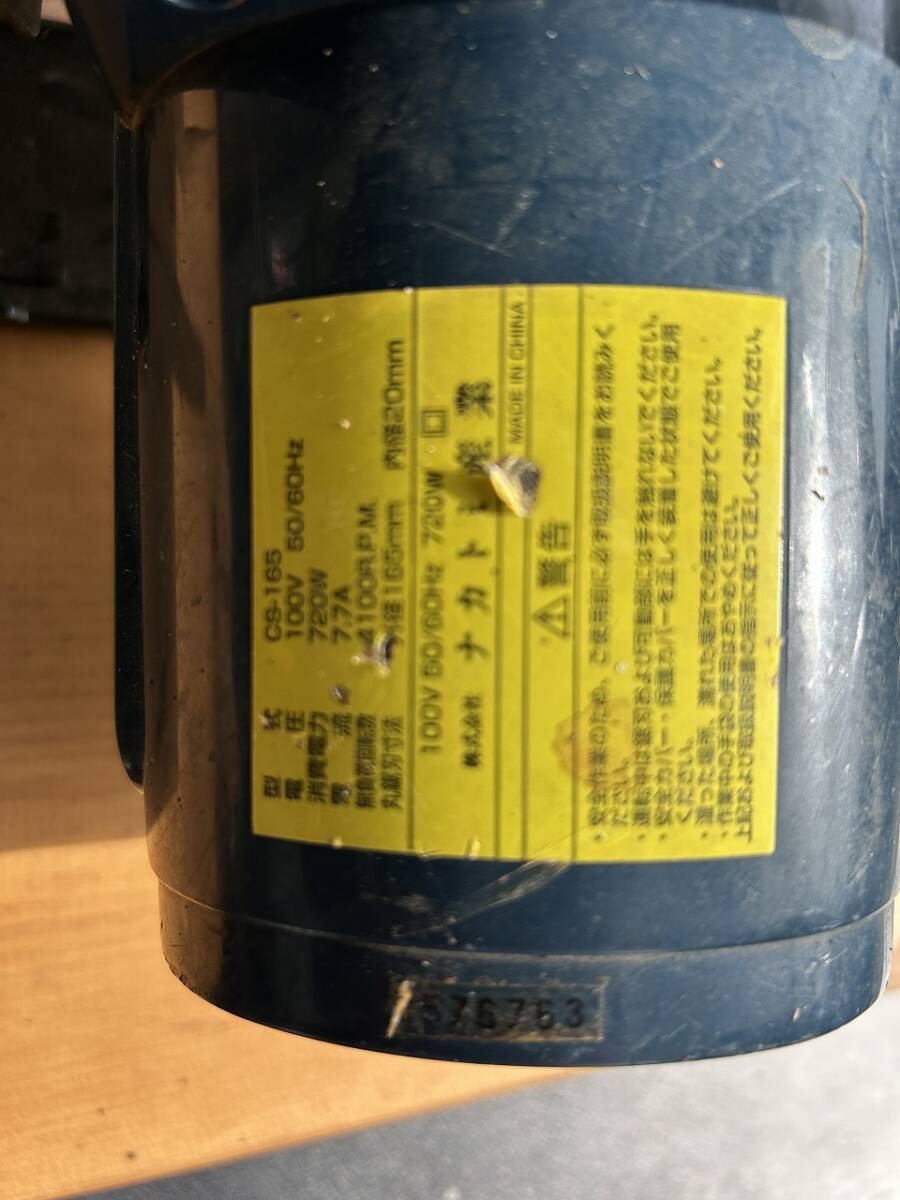 型式 CS-165
電圧 100V 50/60Hz
消費電力 720W
電流 7.7A
無負荷回転数 4100R.P.M.
丸鋸刃寸法 外径165mm 内径20mm
100V 50/60Hz 720W
株式会社 ナカトミ産業
MADE IN CHINA
⚠警告
・安全作業のため、ご使用前に必ず取扱説明書をお読みく
ださい。
・運転中は鋸刃および可動部には手を触れないでください。
・安全カバー・保護カバーを正しく装着した状態でご使用
ください。
・湿った場所、濡れた場所での使用は避けてください。
・作業中の手袋の使用はおやめください。
上記および取扱説明書の指示に従って正しくご使用ください。
576763